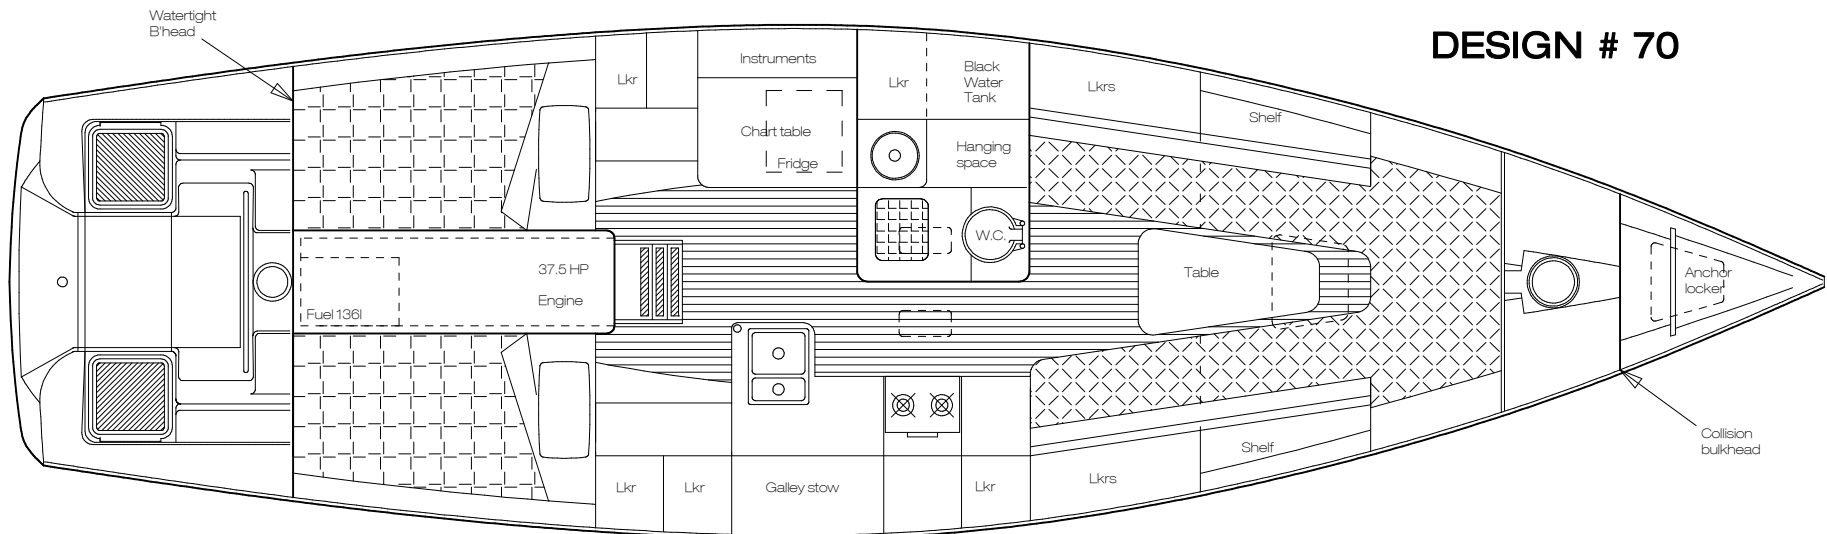 Watertight
B'head
DESIGN # 70
Lkr
Instruments
Chart table
Fridge
Lkr
Black
Water
Tank
Hanging
space
Lkrs
Shelf
W.C.
37.5 HP
Engine
Fuel 136l
Table
Anchor
locker
Collision
bulkhead
Lkr
Lkr
Galley stow
Lkr
Lkrs
Shelf